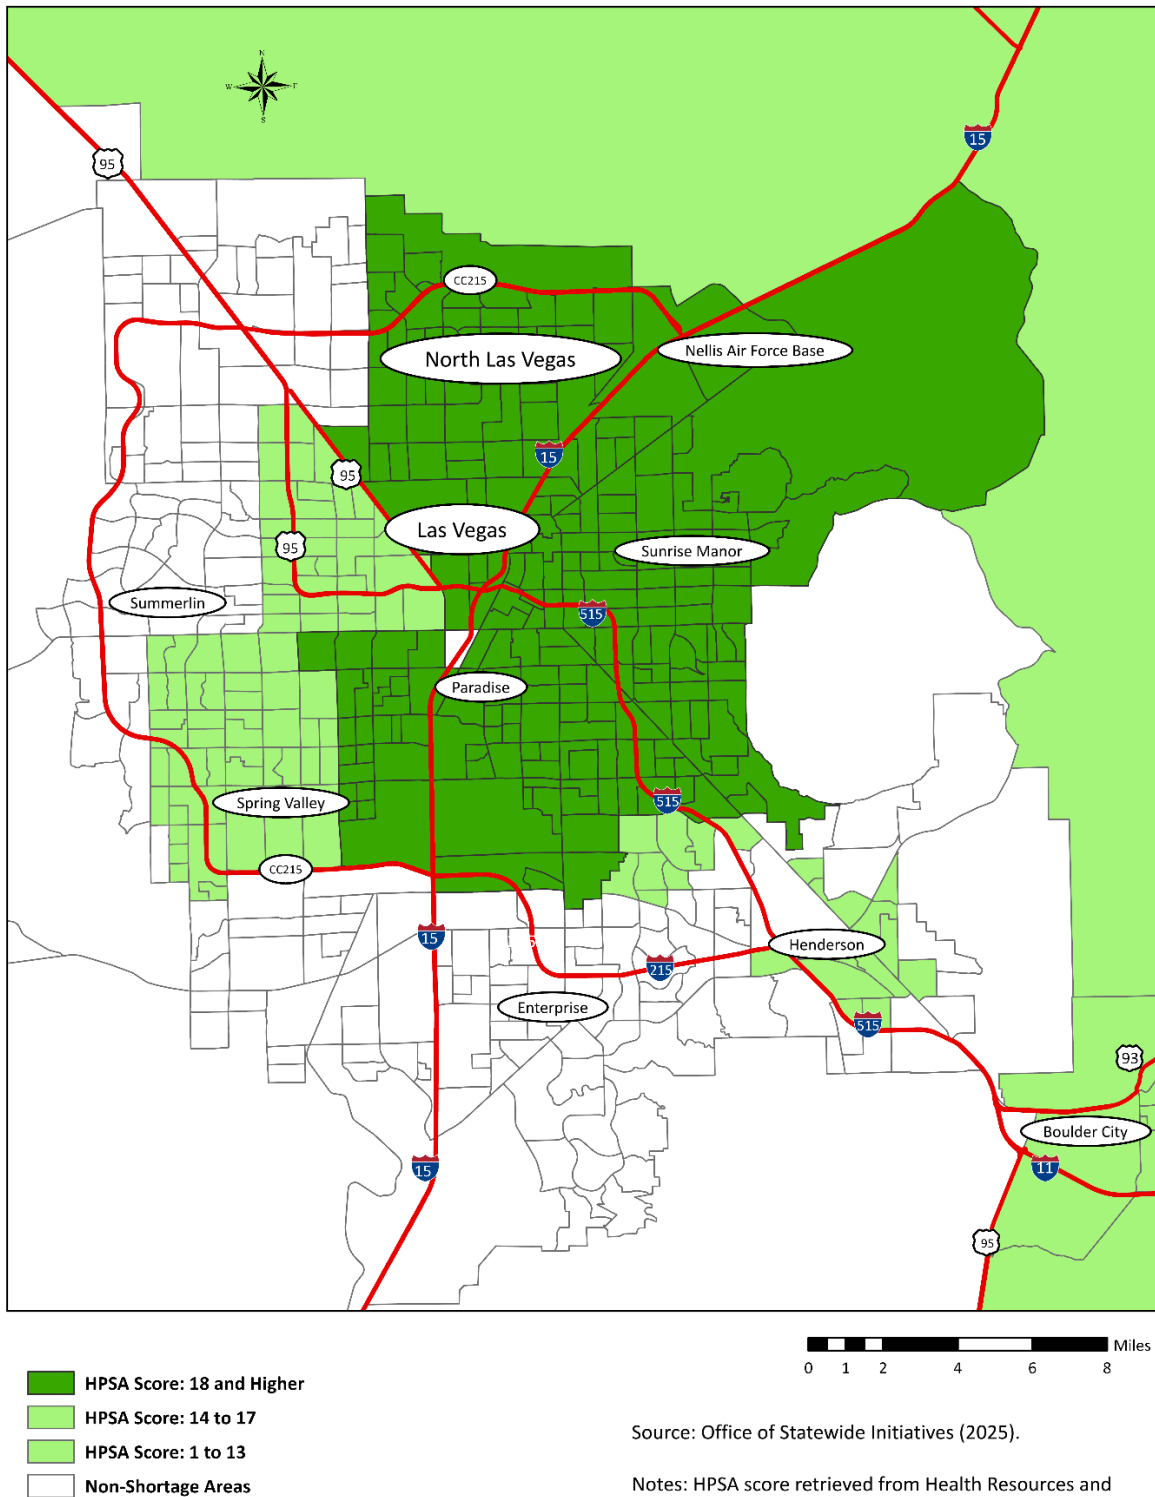 N
W
E
S
95
15
CC215
North Las Vegas
Nellis Air Force Base
15
95
Las Vegas
95
Sunrise Manor
Summerlin
515
Paradise
Spring Valley
515
CC215
15
Henderson
215
Enterprise
515
93
Boulder City
15
11
95
Miles
0 1 2 4 6 8
HPSA Score: 18 and Higher
HPSA Score: 14 to 17
HPSA Score: 1 to 13
Non-Shortage Areas
Source: Office of Statewide Initiatives (2025).
Notes: HPSA score retrieved from Health Resources and